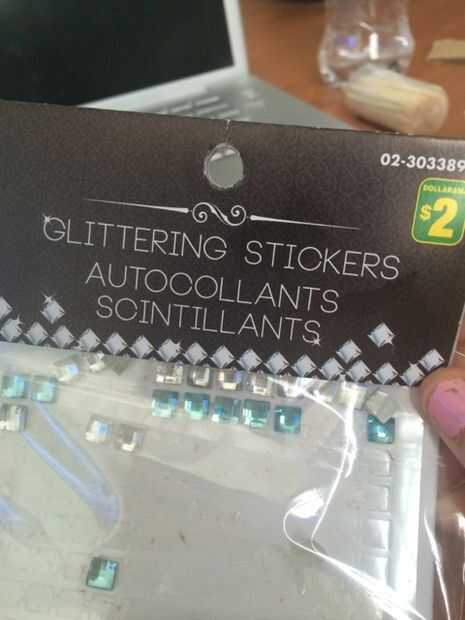 02-303389
DOLLARAMA
$2
GLITTERING STICKERS
AUTOCOLLANTS
SCINTILLANTS